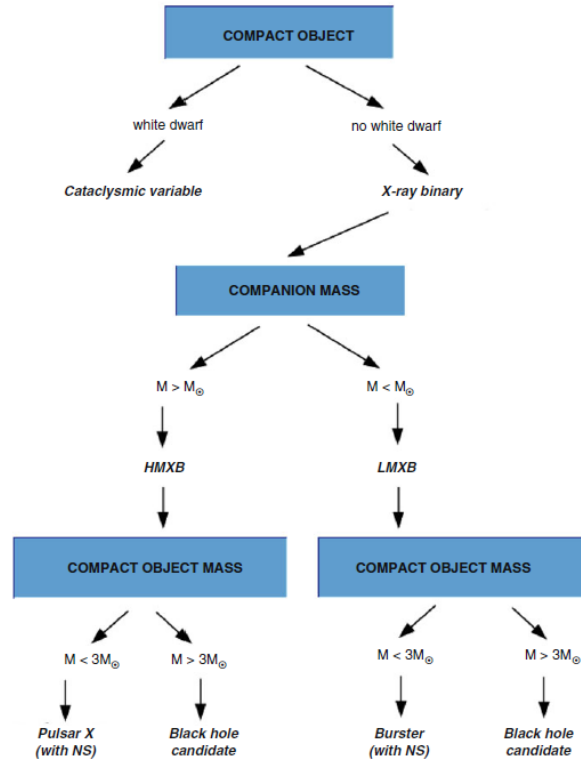 COMPACT OBJECT
white dwarf
no white dwarf
Cataclysmic variable
X-ray binary
COMPANION MASS
M > M☉
M < M☉
HMXB
LMXB
COMPACT OBJECT MASS
COMPACT OBJECT MASS
M < 3M☉
M > 3M☉
M < 3M☉
M > 3M☉
Pulsar X
(with NS)
Black hole
candidate
Burster
(with NS)
Black hole
candidate